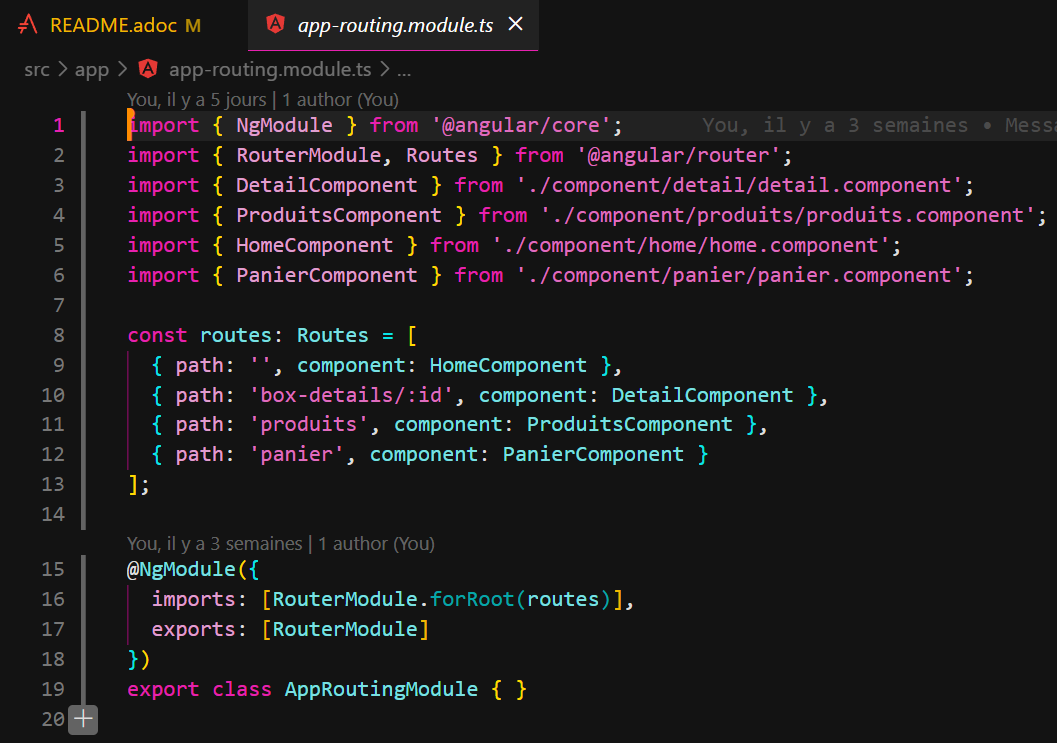 README.adoc M
app-routing.module.ts ×
src > app > app-routing.module.ts > ...
You, il y a 5 jours | 1 author (You)
1 import { NgModule } from '@angular/core'; You, il y a 3 semaines • Messa
2 import { RouterModule, Routes } from '@angular/router';
3 import { DetailComponent } from './component/detail/detail.component';
4 import { ProduitsComponent } from './component/produits/produits.component';
5 import { HomeComponent } from './component/home/home.component';
6 import { PanierComponent } from './component/panier/panier.component';
7
8 const routes: Routes = [
9 { path: '', component: HomeComponent },
10 { path: 'box-details/:id', component: DetailComponent },
11 { path: 'produits', component: ProduitsComponent },
12 { path: 'panier', component: PanierComponent }
13 ];
14
You, il y a 3 semaines | 1 author (You)
15 @NgModule({
16 imports: [RouterModule.forRoot(routes)],
17 exports: [RouterModule]
18 })
19 export class AppRoutingModule { }
20 +